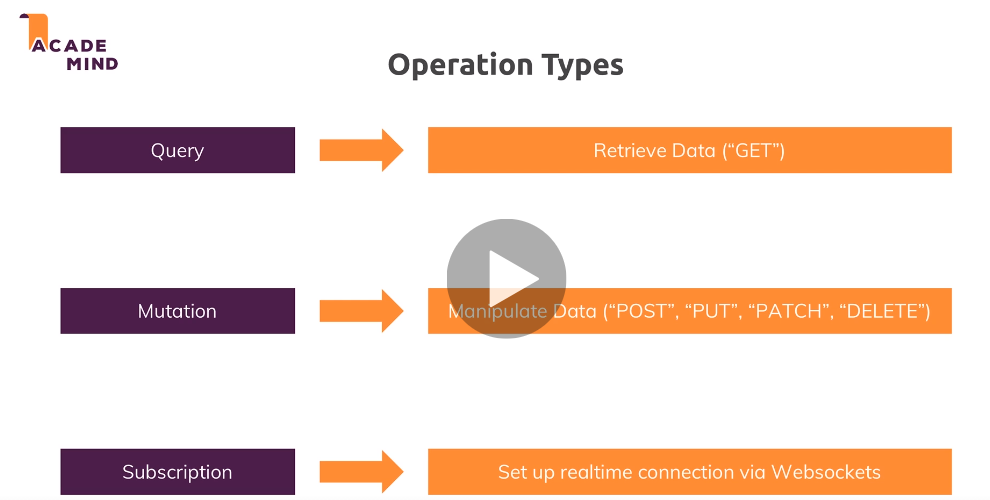 ACADE
MIND
Operation Types
Query
Retrieve Data (“GET”)
Mutation
Manipulate Data (“POST”, “PUT”, “PATCH”, “DELETE”)
Subscription
Set up realtime connection via Websockets